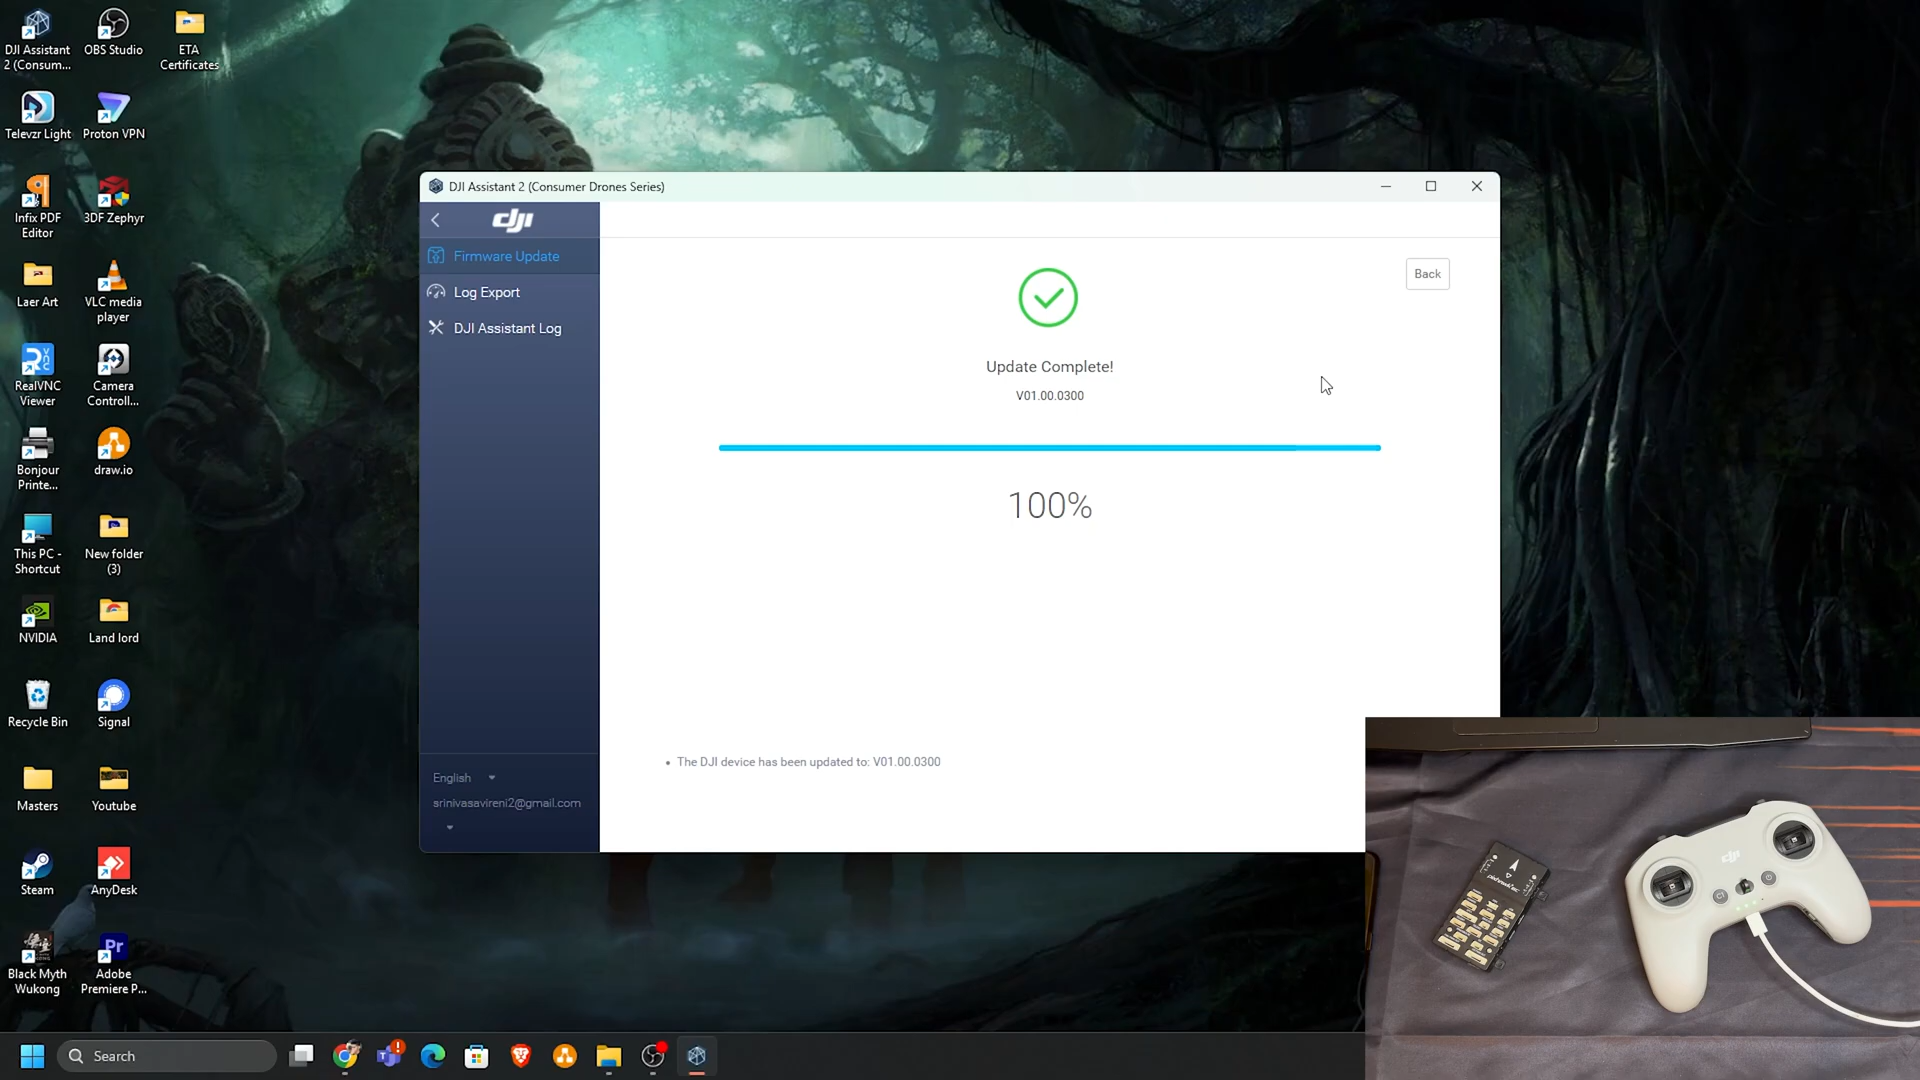 DJI Assistant
2 (Consum...
OBS Studio
ETA
Certificates
Televzr Light
Proton VPN
Infix PDF
Editor
3DF Zephyr
Laer Art
VLC media
player
RealVNC
Viewer
Camera
Controll...
Bonjour
Printe...
draw.io
This PC -
Shortcut
New folder
(3)
NVIDIA
Land lord
Recycle Bin
Signal
Masters
Youtube
Steam
AnyDesk
Black Myth
Wukong
Adobe
Premiere P...
DJI Assistant 2 (Consumer Drones Series)
dji
Firmware Update
Log Export
DJI Assistant Log
English
srinivasavireni2@gmail.com
Back
Update Complete!
V01.00.0300
100%
• The DJI device has been updated to: V01.00.0300
dji
Search